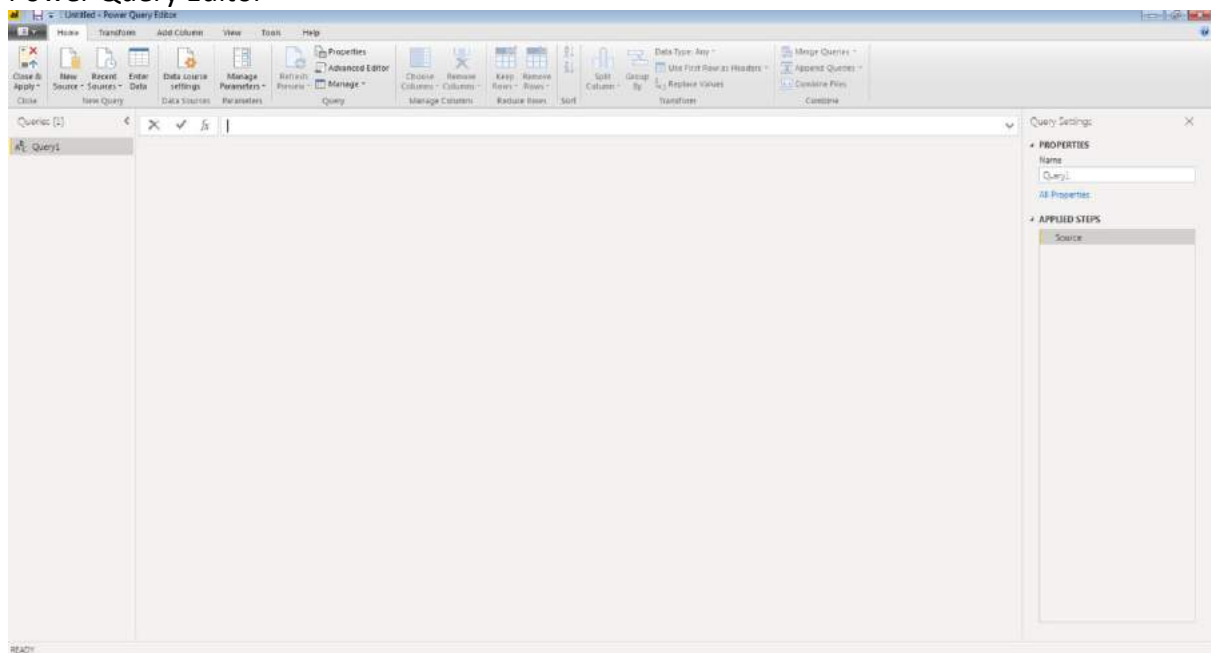 Power Query Editor
Untitled - Power Query Editor
Home Transform Add Column View Tools Help
Close & Apply
New Source
Recent Sources
Enter Data
Data source settings
Manage Parameters
Refresh Preview
Properties
Advanced Editor
Manage
Choose Columns
Remove Columns
Keep Rows
Remove Rows
Split Column
Group By
Data Type: Any
Use First Row as Headers
Replace Values
Merge Queries
Append Queries
Combine Files
Close New Query Data Sources Parameters Query Manage Columns Reduce Rows Sort Transform Combine
Queries [1]
fx
Query1
Query Settings
PROPERTIES
Name
Query1
All Properties
APPLIED STEPS
Source
READY